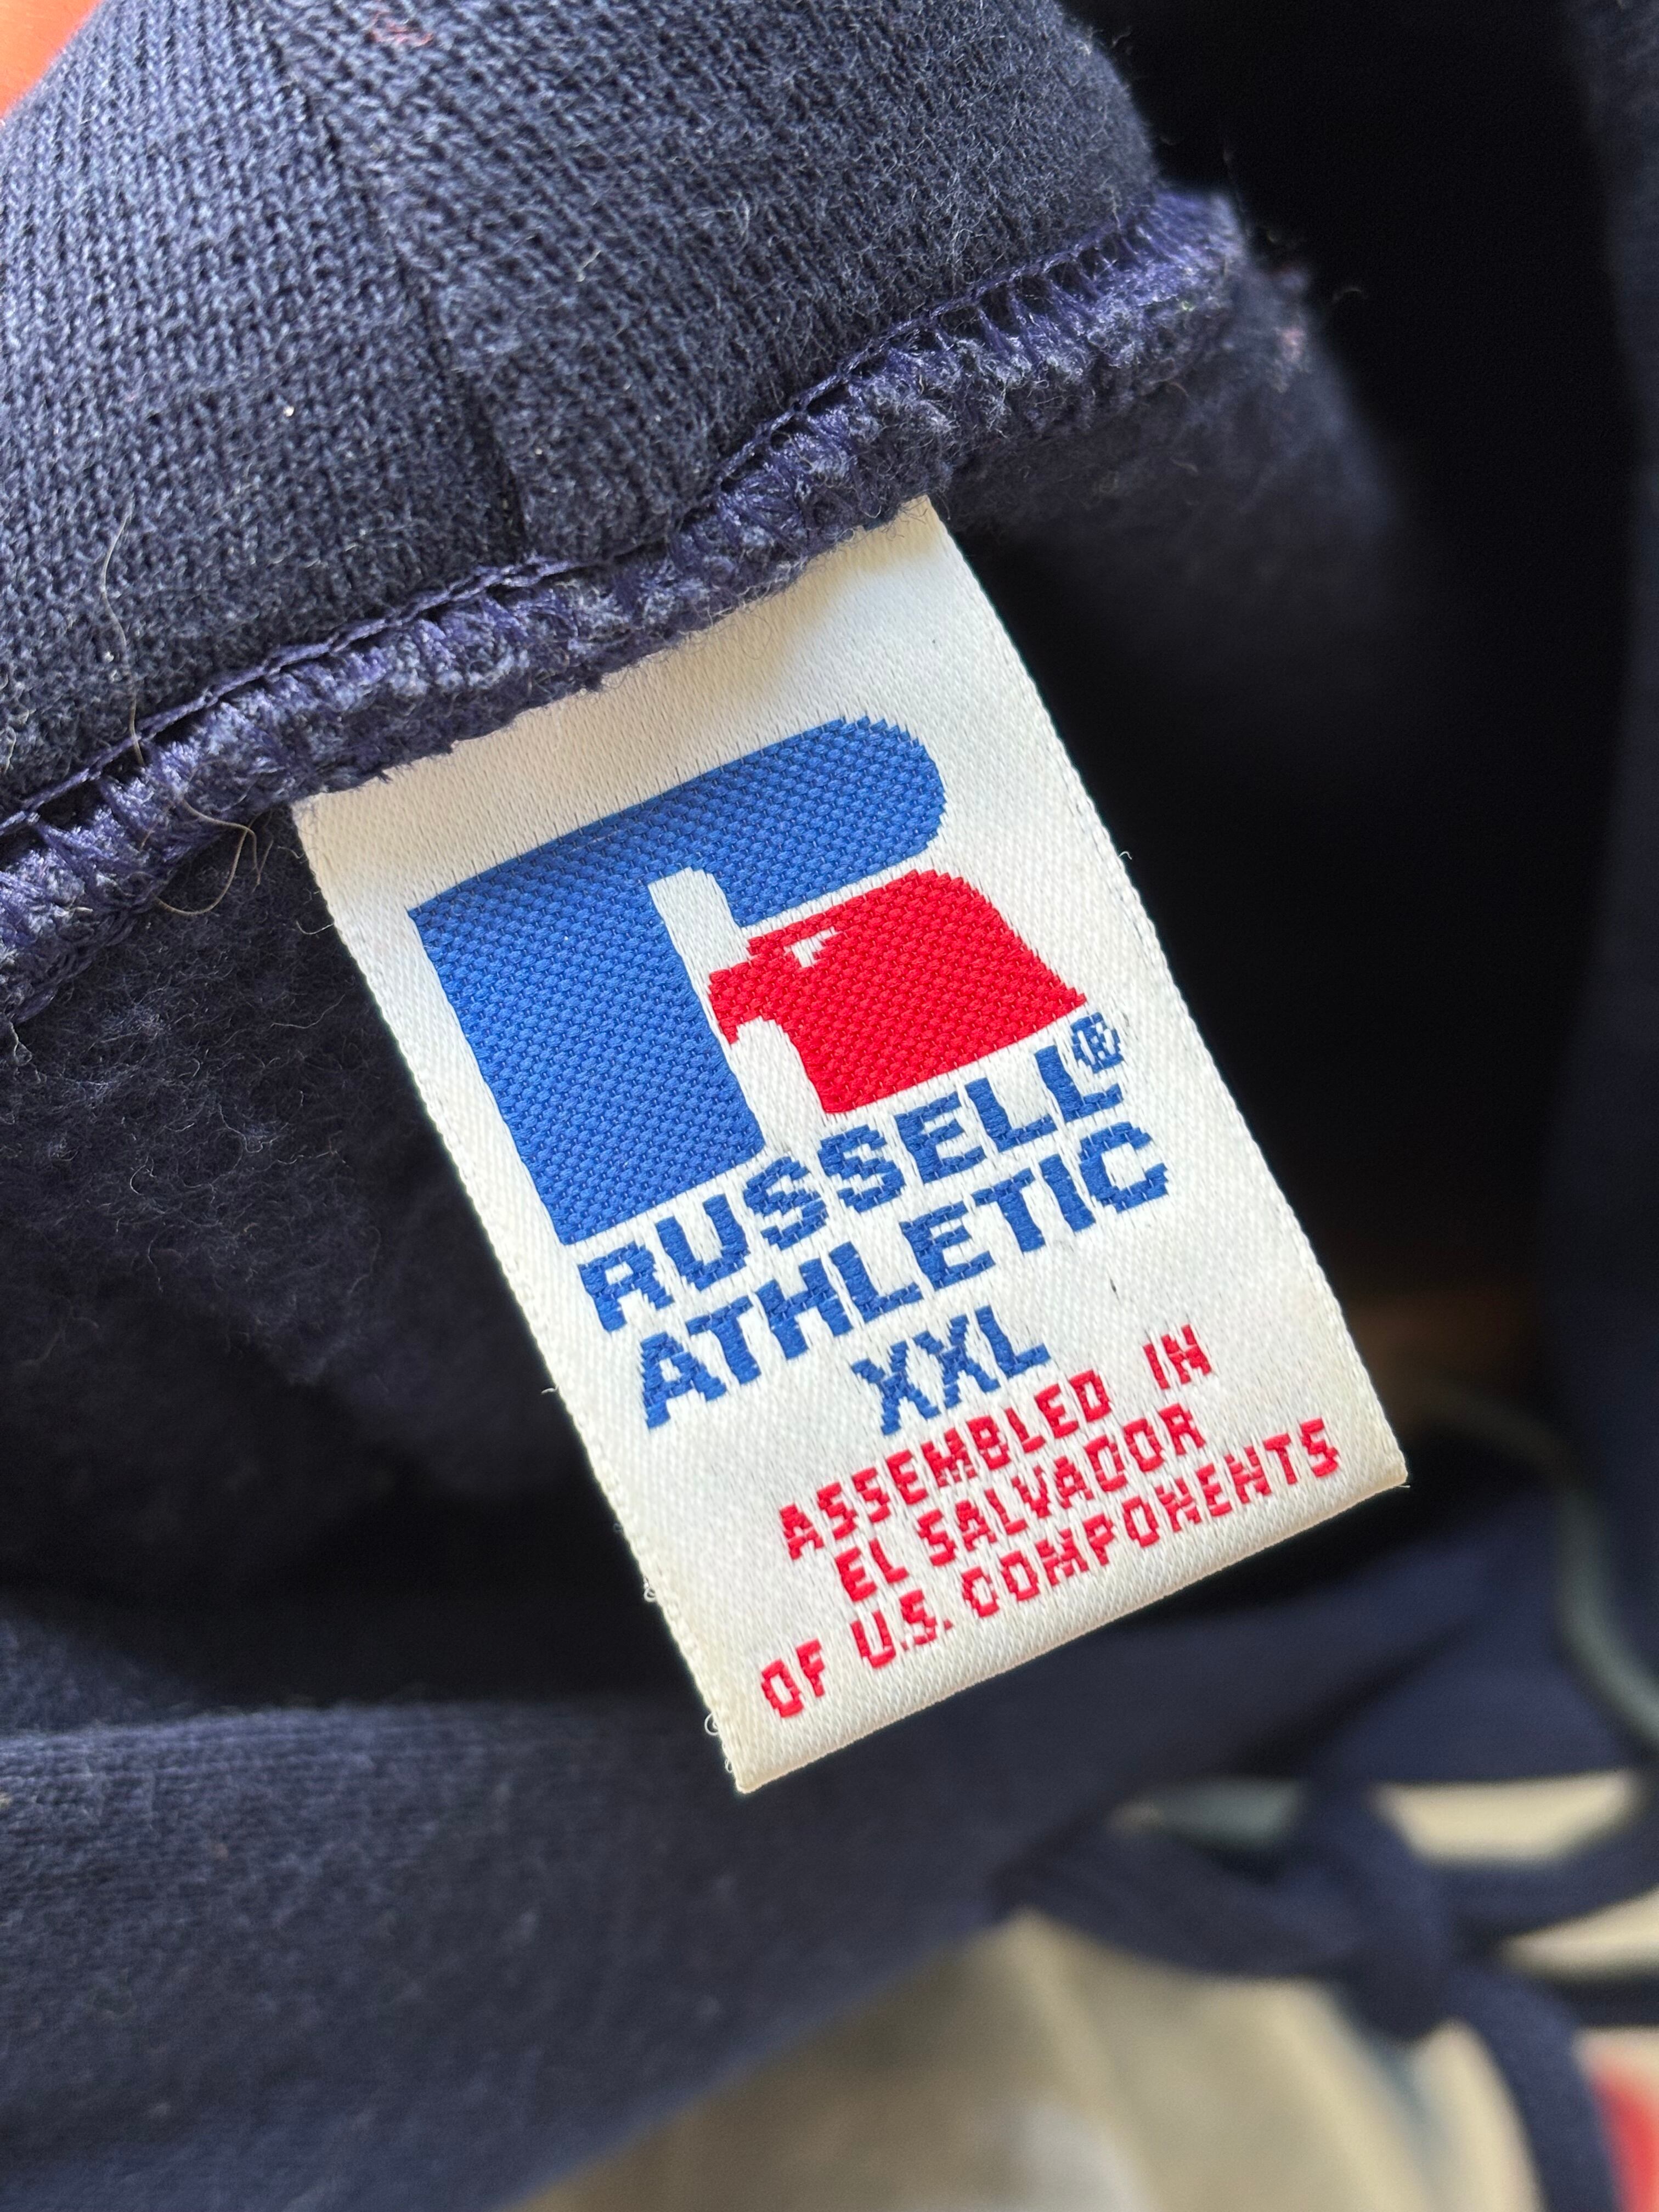 RUSSELL®
ATHLETIC
XXL
ASSEMBLED IN
EL SALVADOR
OF U.S. COMPONENTS